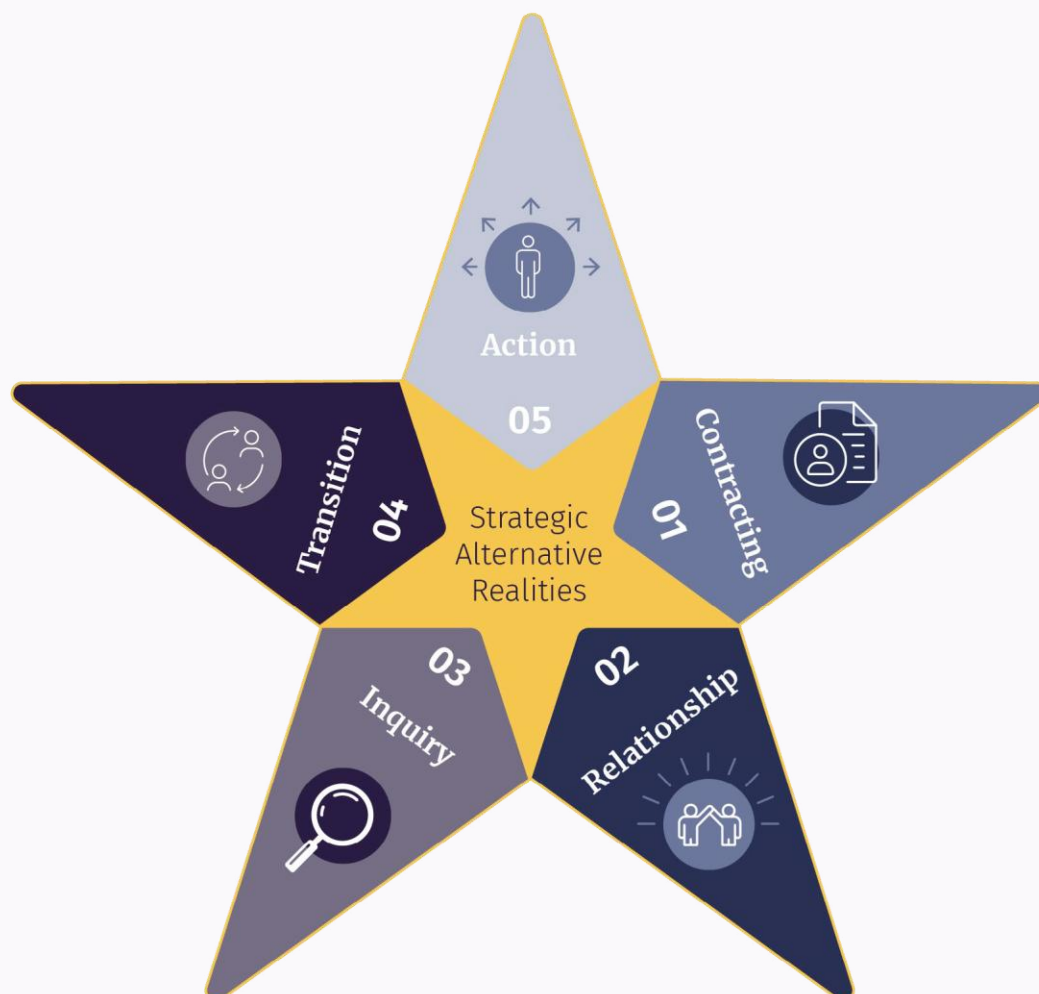 Action
05
Contracting
01
Relationship
02
Inquiry
03
Transition
04
Strategic
Alternative
Realities